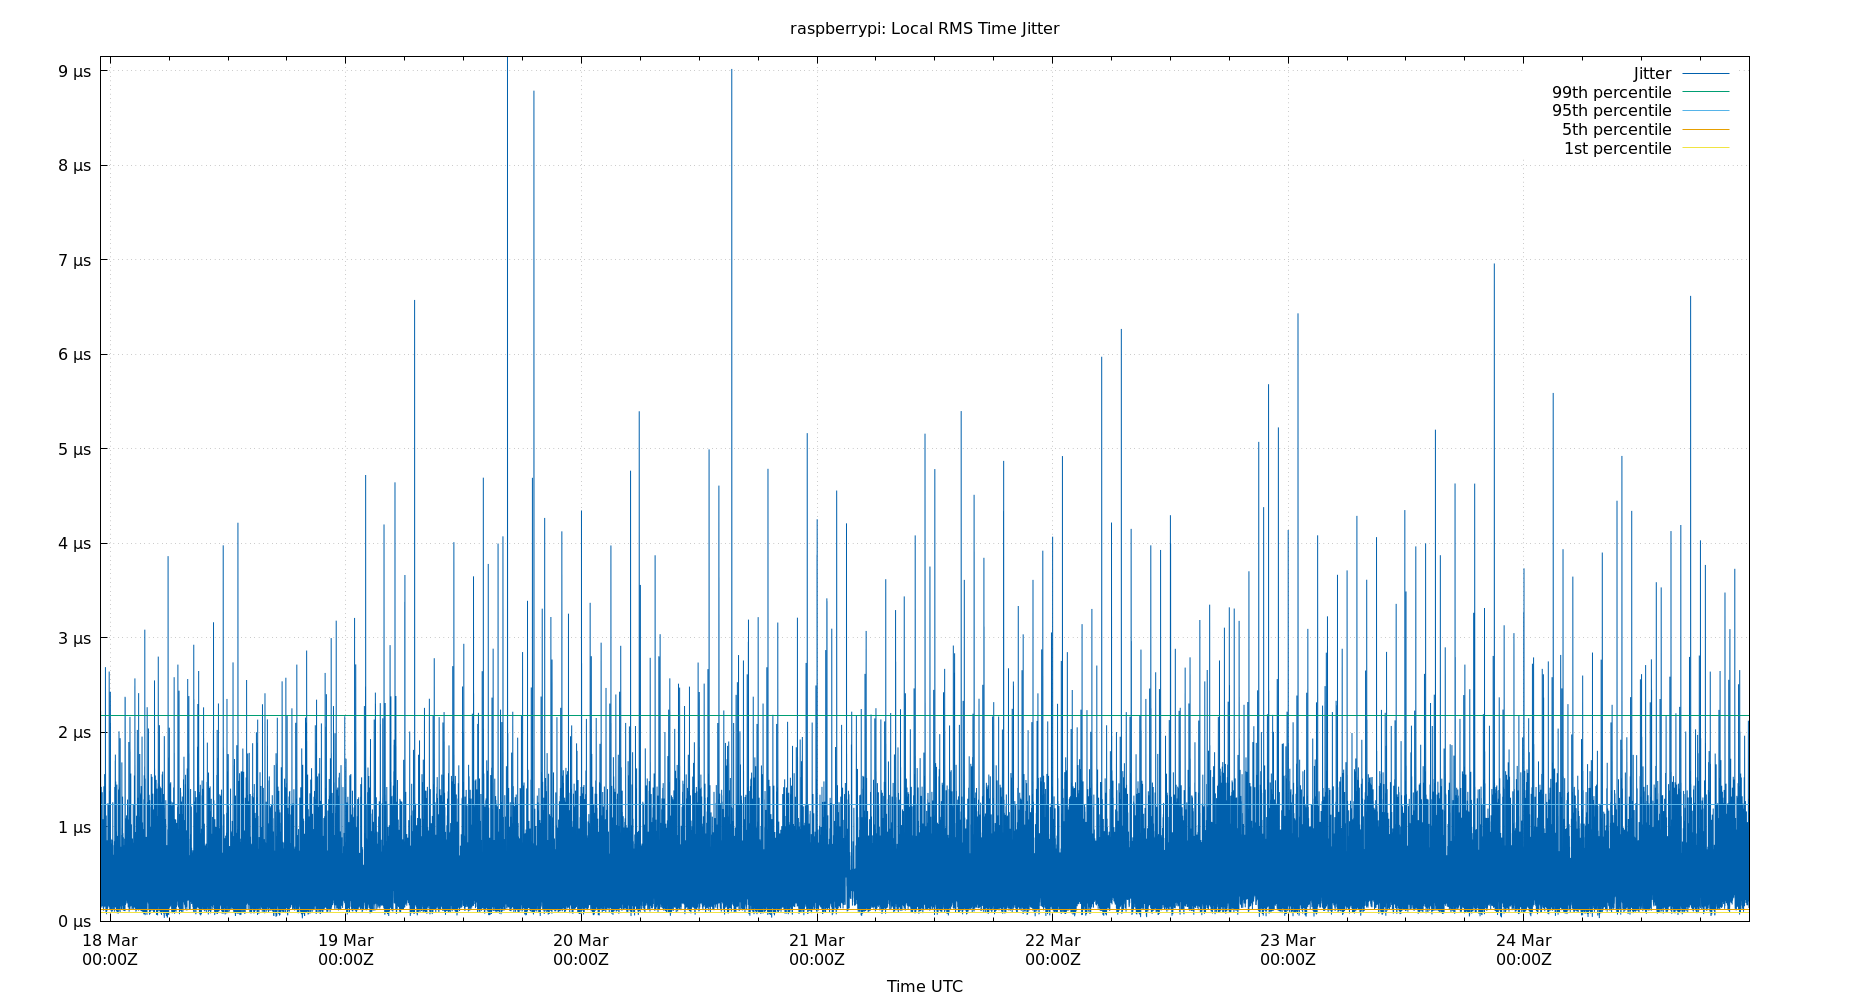 raspberrypi: Local RMS Time Jitter
9 µs
8 µs
7 µs
6 µs
5 µs
4 µs
3 µs
2 µs
1 µs
0 µs
Jitter
99th percentile
95th percentile
5th percentile
1st percentile
18 Mar 19 Mar 20 Mar 21 Mar 22 Mar 23 Mar 24 Mar
00:00Z 00:00Z 00:00Z 00:00Z 00:00Z 00:00Z 00:00Z
Time UTC